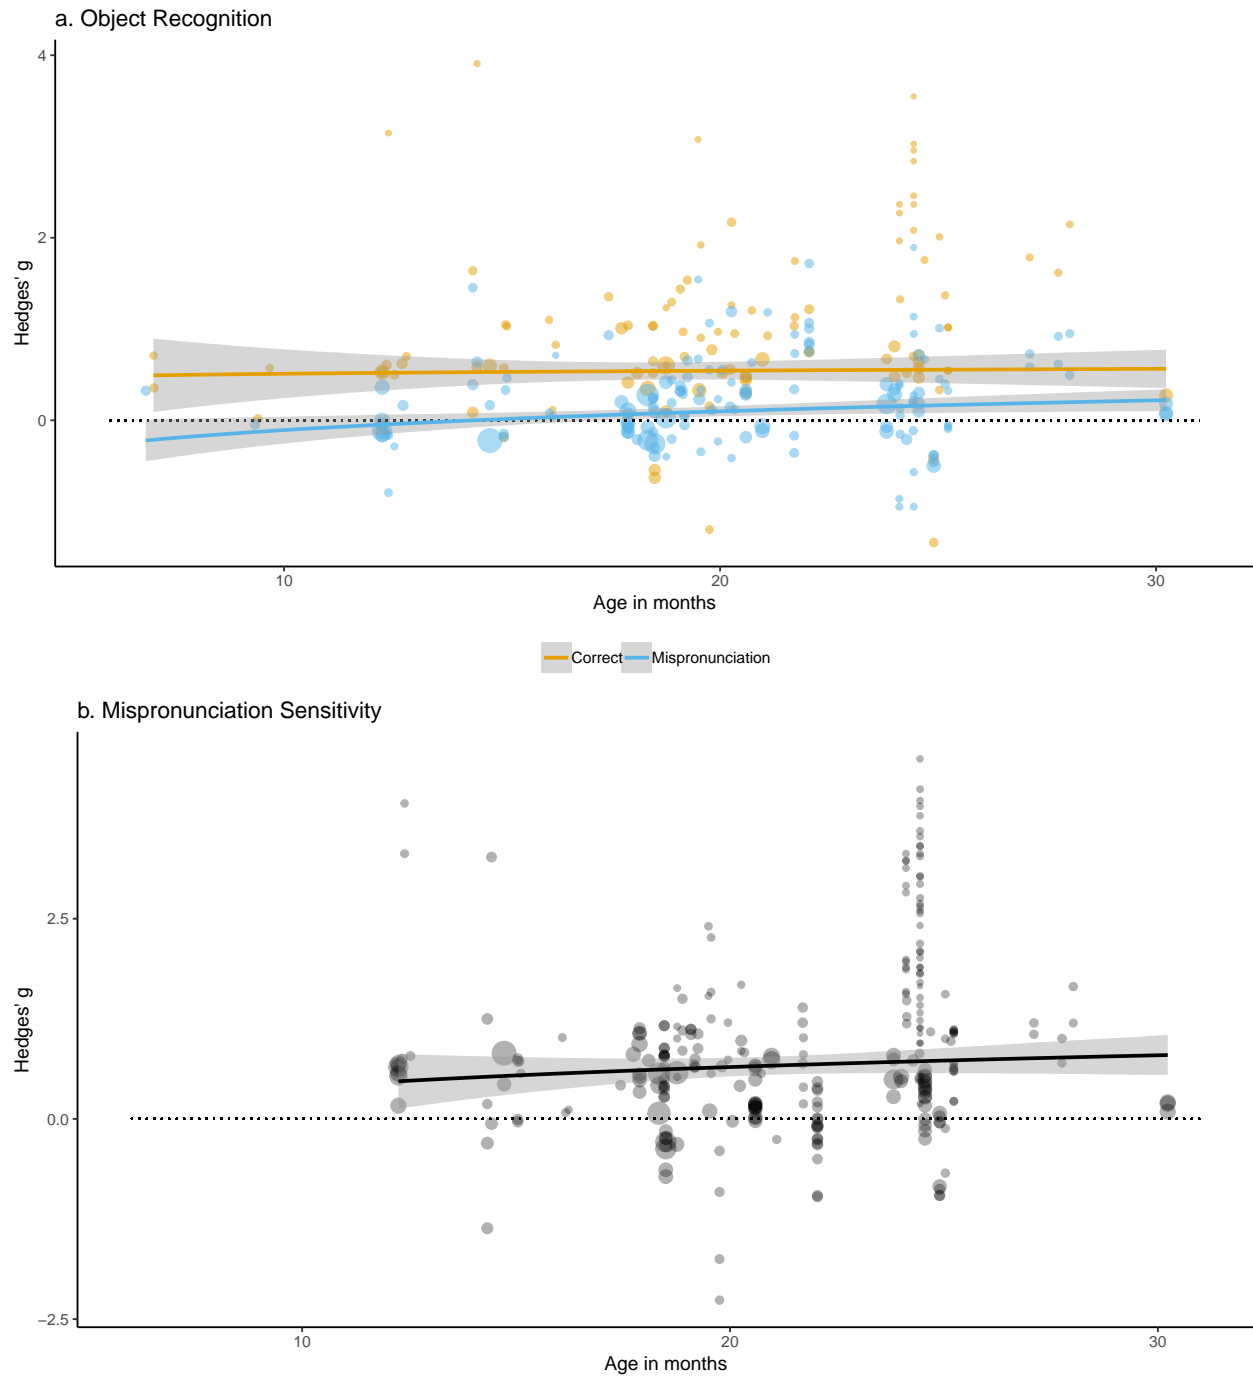 a. Object Recognition
4
2
0
Hedges' g
10
20
30
Age in months
Correct
Mispronunciation
b. Mispronunciation Sensitivity
2.5
0.0
−2.5
Hedges' g
10
20
30
Age in months